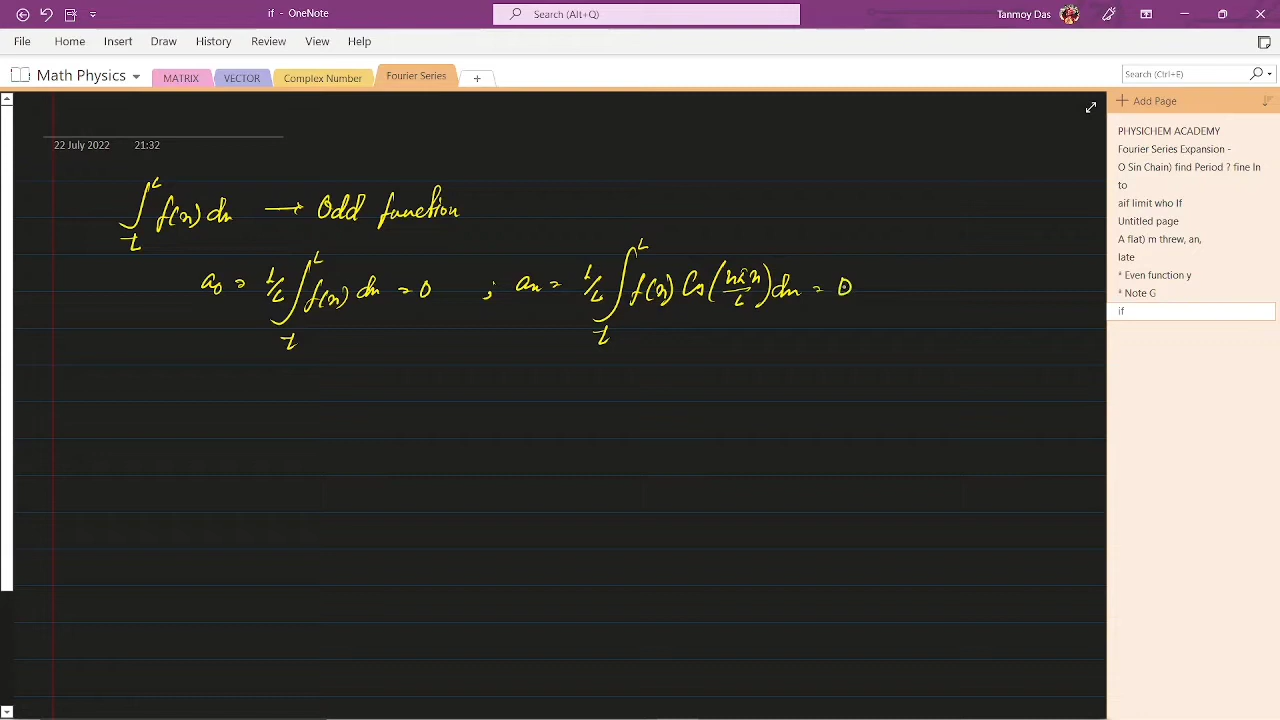 if - OneNote
Search (Alt+Q)
Tanmoy Das
File Home Insert Draw History Review View Help
Math Physics MATRIX VECTOR Complex Number Fourier Series +
Search (Ctrl+E)
Add Page
PHYSICHEM ACADEMY
Fourier Series Expansion -
O Sin Chain) find Period ? fine In
to
aif limit who If
Untitled page
A flat) m threw, an,
late
* Even function y
* Note G
if
22 July 2022 21:32
∫_{-L}^{L} f(x) dx → Odd function
a₀ = 1/L ∫_{-L}^{L} f(x) dx = 0 ; aₙ = 1/L ∫_{-L}^{L} f(x) Cos(nπx/L) dx = 0